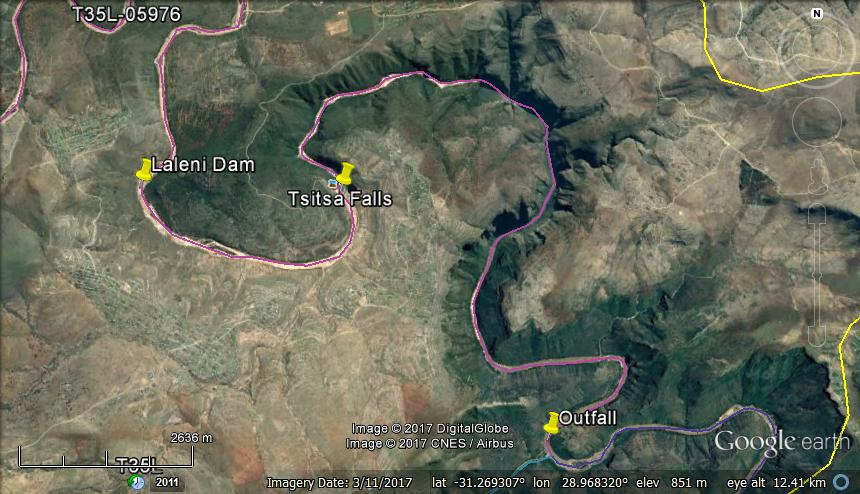 T35L-05976
N
Laleni Dam
Tsitsa Falls
Outfall
Image © 2017 DigitalGlobe
Image © 2017 CNES / Airbus
Google earth
2636 m
T35L
2011
Imagery Date: 3/11/2017 lat -31.269307° lon 28.968320° elev 851 m eye alt 12.41 km